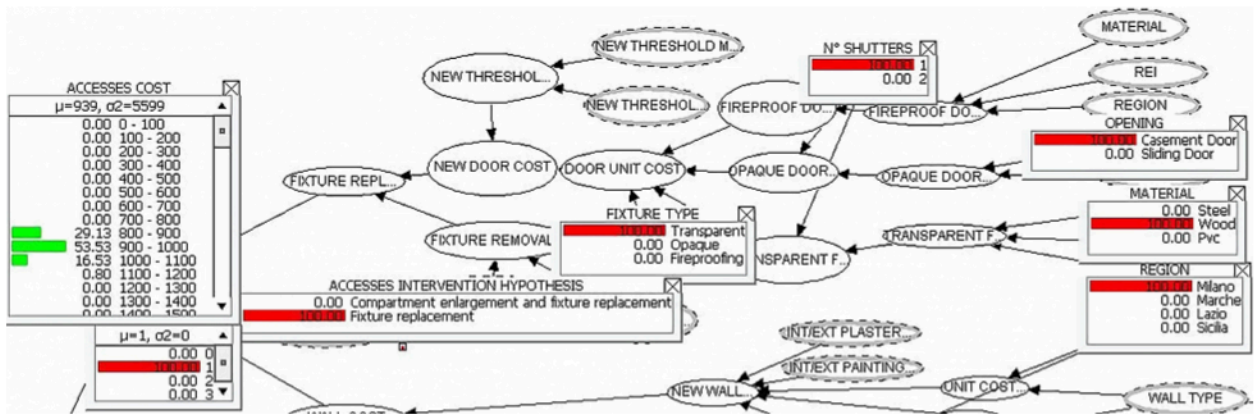 MATERIAL
NEW THRESHOLD M...
N° SHUTTERS
100.00 1
0.00 2
NEW THRESHOL...
REI
ACCESSES COST
μ=939, σ2=5599
0.00 0 - 100
0.00 100 - 200
0.00 200 - 300
0.00 300 - 400
0.00 400 - 500
0.00 500 - 600
0.00 600 - 700
0.00 700 - 800
29.13 800 - 900
53.53 900 - 1000
16.53 1000 - 1100
0.80 1100 - 1200
0.00 1200 - 1300
0.00 1300 - 1400
0.00 1400 - 1500
NEW THRESHOL...
FIREPROOF DO...
FIREPROOF DO...
REGION
OPENING
100.00 Casement Door
0.00 Sliding Door
FIXTURE REPL...
NEW DOOR COST
DOOR UNIT COST
OPAQUE DOOR...
OPAQUE DOOR...
MATERIAL
0.00 Steel
100.00 Wood
0.00 Pvc
FIXTURE REMOVAL
FIXTURE TYPE
100.00 Transparent
0.00 Opaque
0.00 Fireproofing
NSPARENT F...
TRANSPARENT F...
REGION
100.00 Milano
0.00 Marche
0.00 Lazio
0.00 Sicilia
ACCESSES INTERVENTION HYPOTHESIS
0.00 Compartment enlargement and fixture replacement
100.00 Fixture replacement
μ=1, σ2=0
0.00 0
100.00 1
0.00 2
0.00 3
INT/EXT PLASTER...
INT/EXT PAINTING...
NEW WALL...
UNIT COST...
WALL TYPE